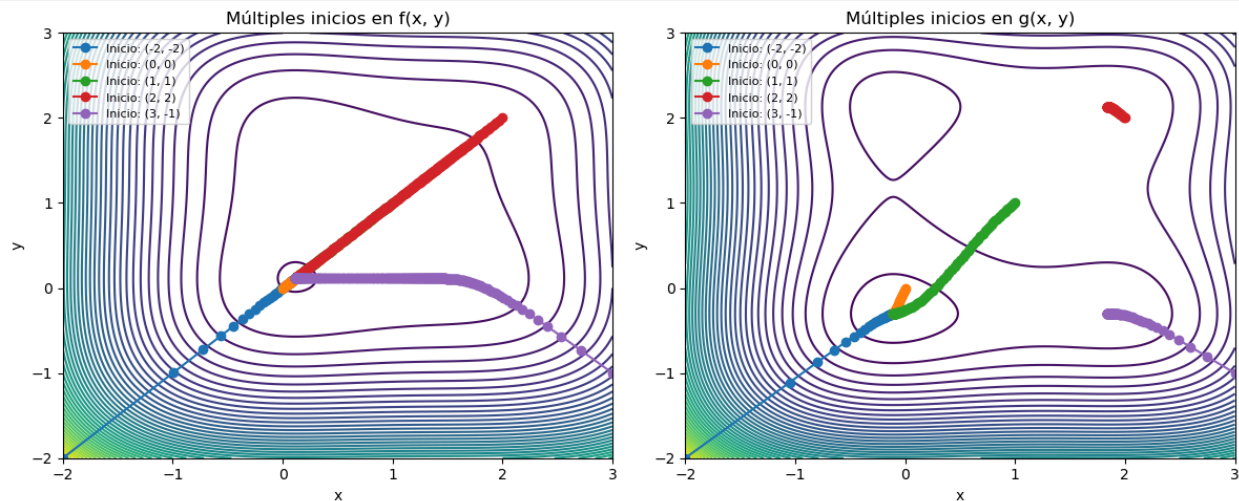 Múltiples inicios en f(x, y)
3
2
1
0
−1
−2
y
Inicio: (-2, -2)
Inicio: (0, 0)
Inicio: (1, 1)
Inicio: (2, 2)
Inicio: (3, -1)
−2 −1 0 1 2 3
x
Múltiples inicios en g(x, y)
3
2
1
0
−1
−2
y
Inicio: (-2, -2)
Inicio: (0, 0)
Inicio: (1, 1)
Inicio: (2, 2)
Inicio: (3, -1)
−2 −1 0 1 2 3
x